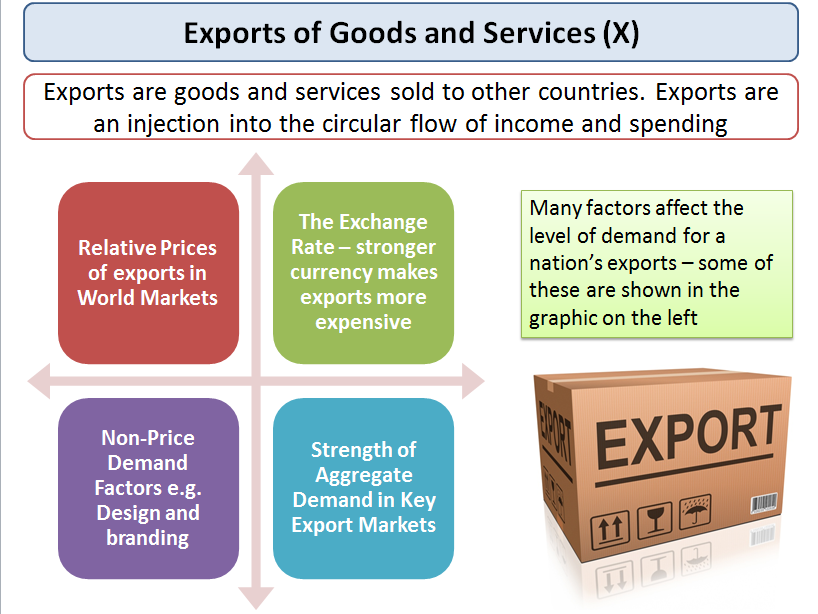 Exports of Goods and Services (X)
Exports are goods and services sold to other countries. Exports are
an injection into the circular flow of income and spending
Relative Prices
of exports in
World Markets
The Exchange
Rate – stronger
currency makes
exports more
expensive
Many factors affect the
level of demand for a
nation's exports – some of
these are shown in the
graphic on the left
Non-Price
Demand
Factors e.g.
Design and
branding
Strength of
Aggregate
Demand in Key
Export Markets
EXPORT
EXPORT